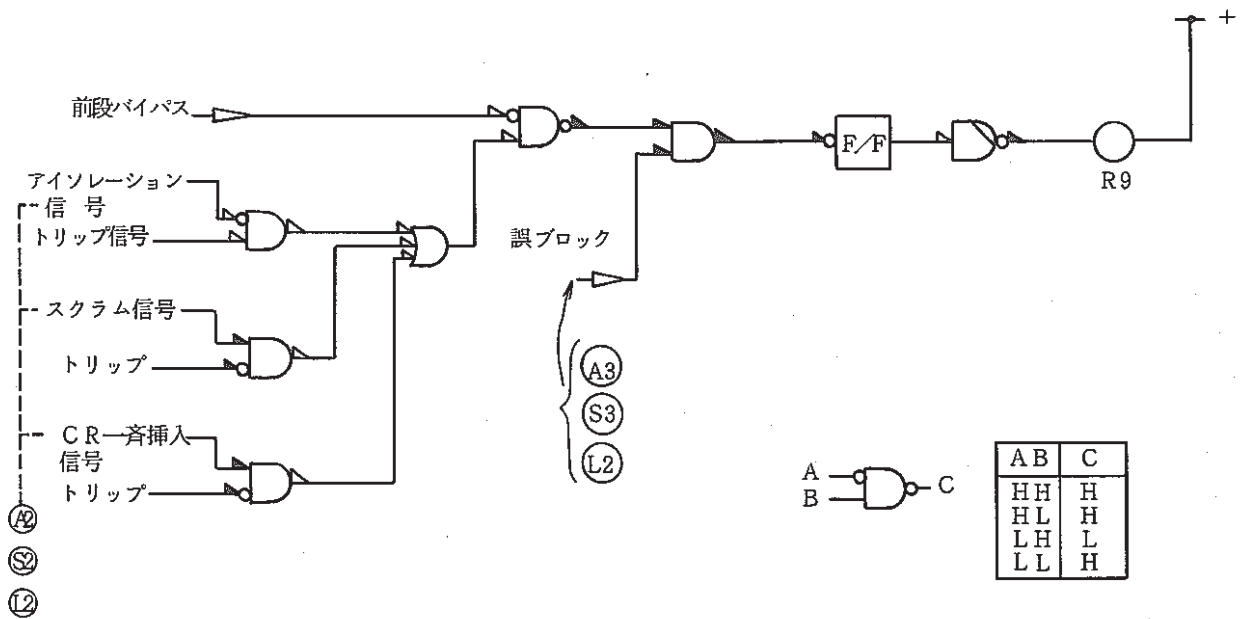 +
前段バイパス
F/F
R9
アイソレーション
信号
トリップ信号
誤ブロック
スクラム信号
トリップ
A3
S3
L2
CR一斉挿入
信号
トリップ
A2
S2
L2
A
B
C
AB C
HH H
HL H
LH L
LL H